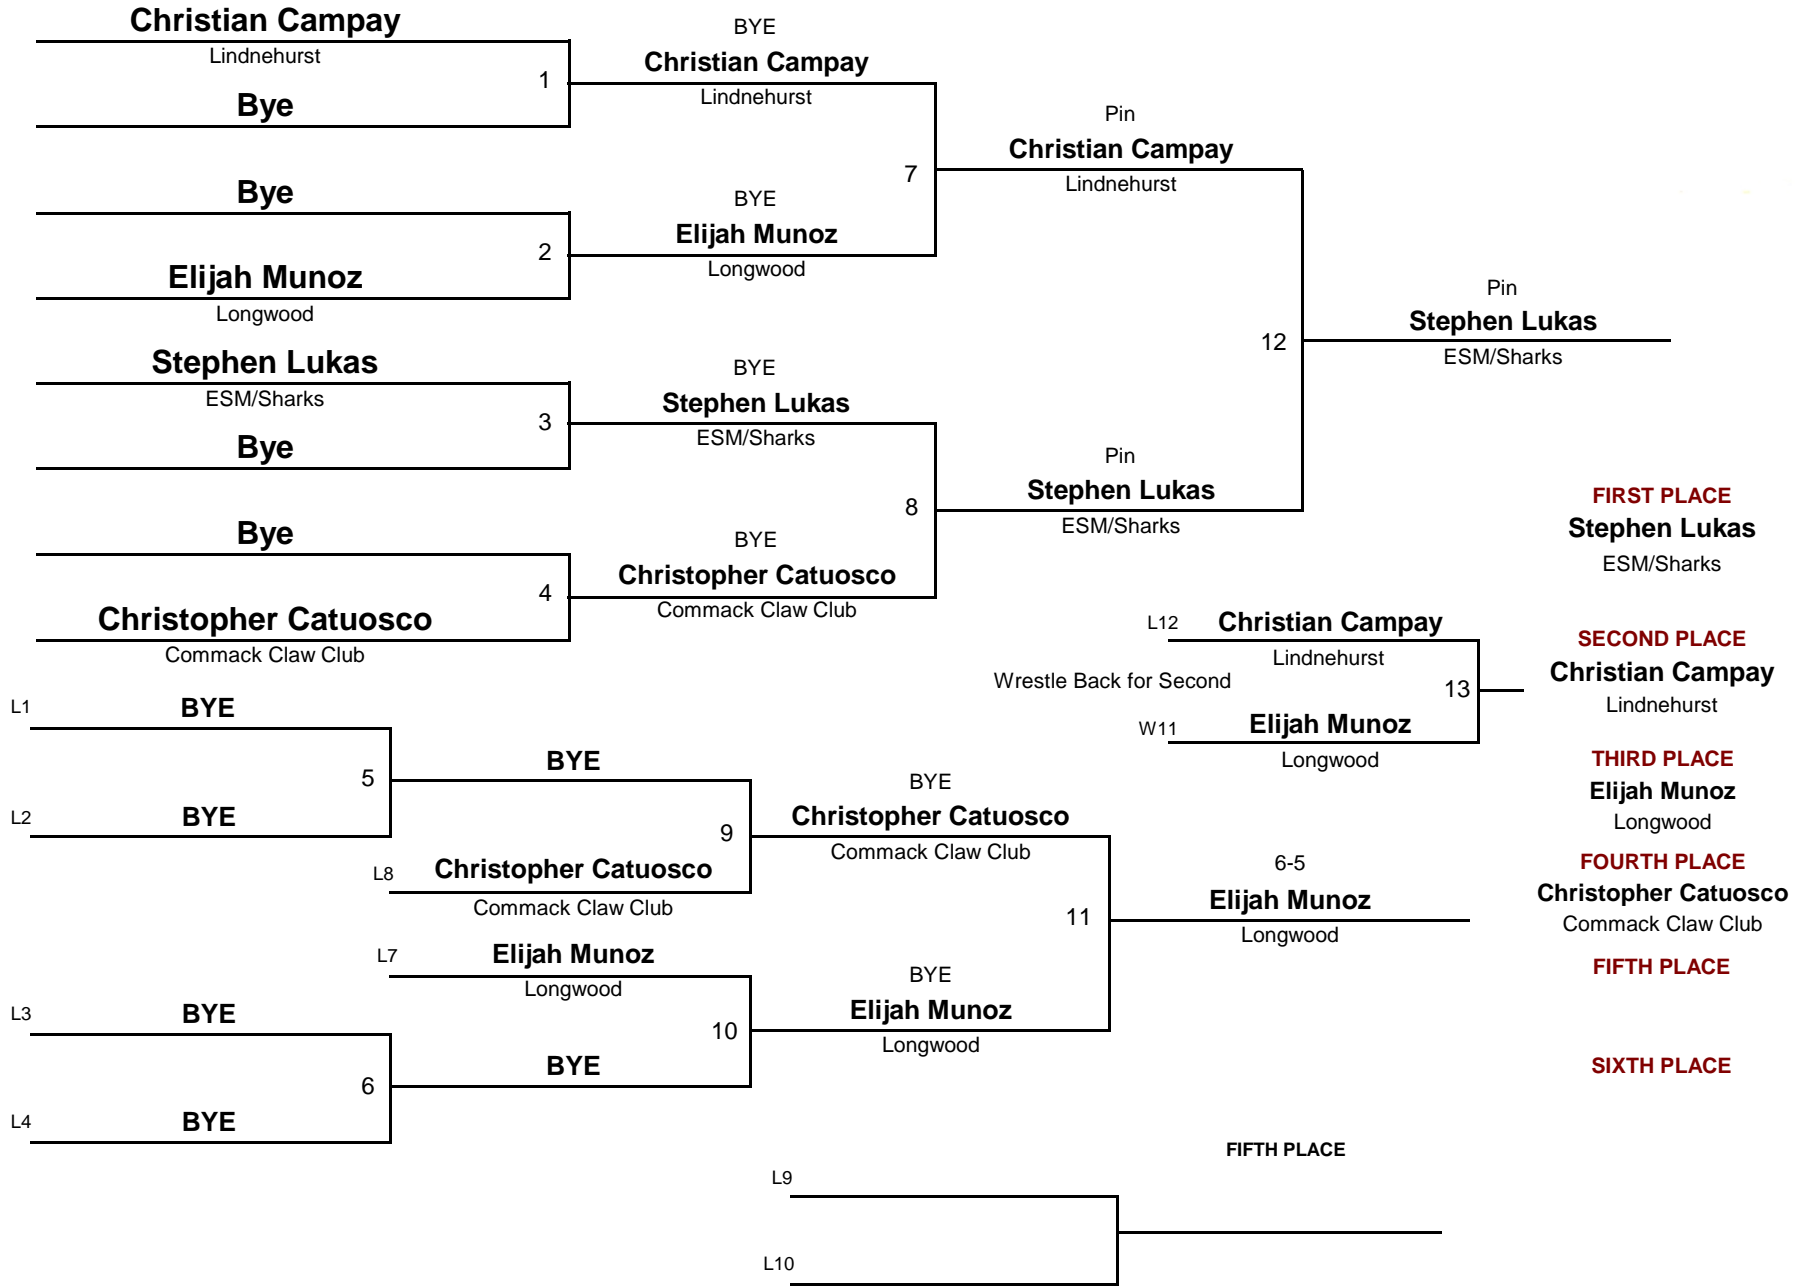 Christian Campay
Lindnehurst
1
Bye
BYE
Christian Campay
Lindnehurst
Bye
2
Elijah Munoz
Longwood
BYE
Elijah Munoz
Longwood
7
Pin
Christian Campay
Lindnehurst
Stephen Lukas
ESM/Sharks
3
Bye
BYE
Stephen Lukas
ESM/Sharks
Bye
4
Christopher Catuosco
Commack Claw Club
BYE
Christopher Catuosco
Commack Claw Club
8
Pin
Stephen Lukas
ESM/Sharks
12
Pin
Stephen Lukas
ESM/Sharks
FIRST PLACE
Stephen Lukas
ESM/Sharks
L12 Christian Campay
Lindnehurst
Wrestle Back for Second
13
W11 Elijah Munoz
Longwood
SECOND PLACE
Christian Campay
Lindnehurst
THIRD PLACE
Elijah Munoz
Longwood
FOURTH PLACE
Christopher Catuosco
Commack Claw Club
FIFTH PLACE
SIXTH PLACE
L1 BYE
5
L2 BYE
BYE
9
L8 Christopher Catuosco
Commack Claw Club
BYE
Christopher Catuosco
Commack Claw Club
L7 Elijah Munoz
Longwood
10
L3 BYE
6
L4 BYE
BYE
BYE
Elijah Munoz
Longwood
11
6-5
Elijah Munoz
Longwood
FIFTH PLACE
L9
L10